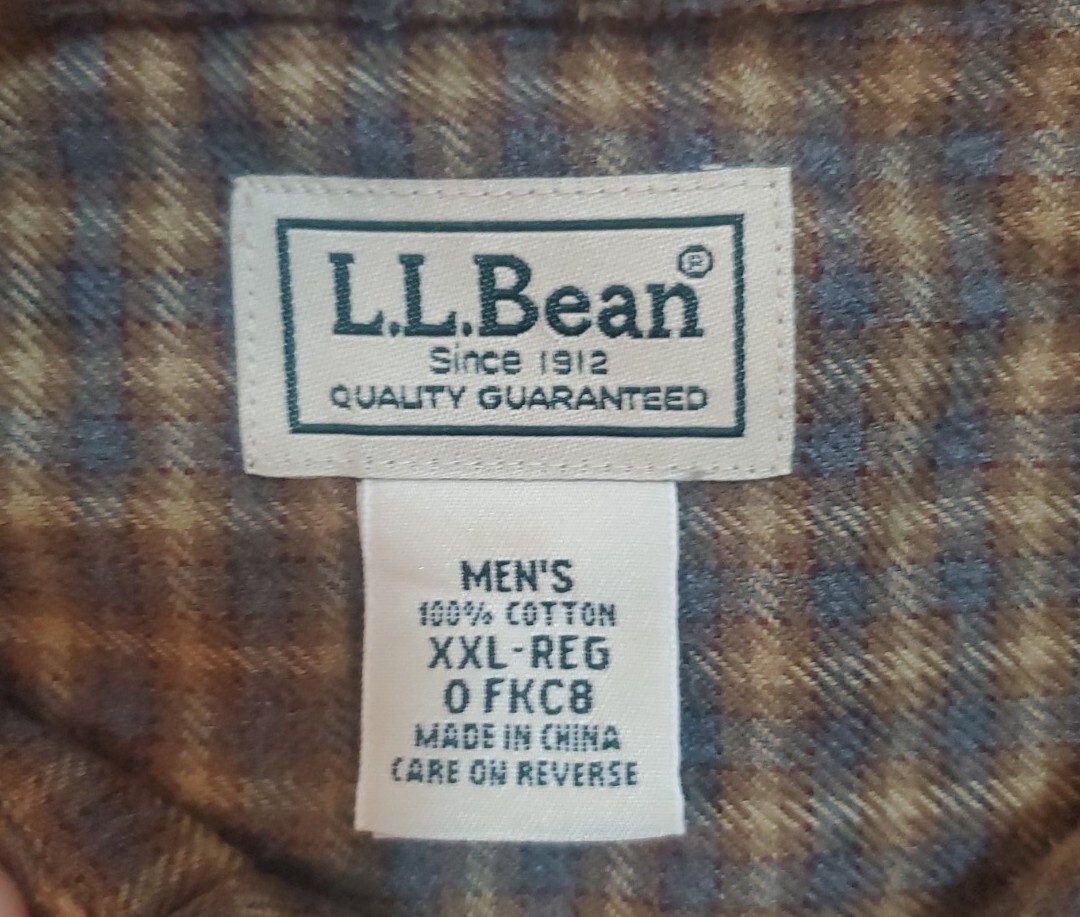 L.L.Bean®
Since 1912
QUALITY GUARANTEED
MEN'S
100% COTTON
XXL-REG
0 FKC8
MADE IN CHINA
CARE ON REVERSE